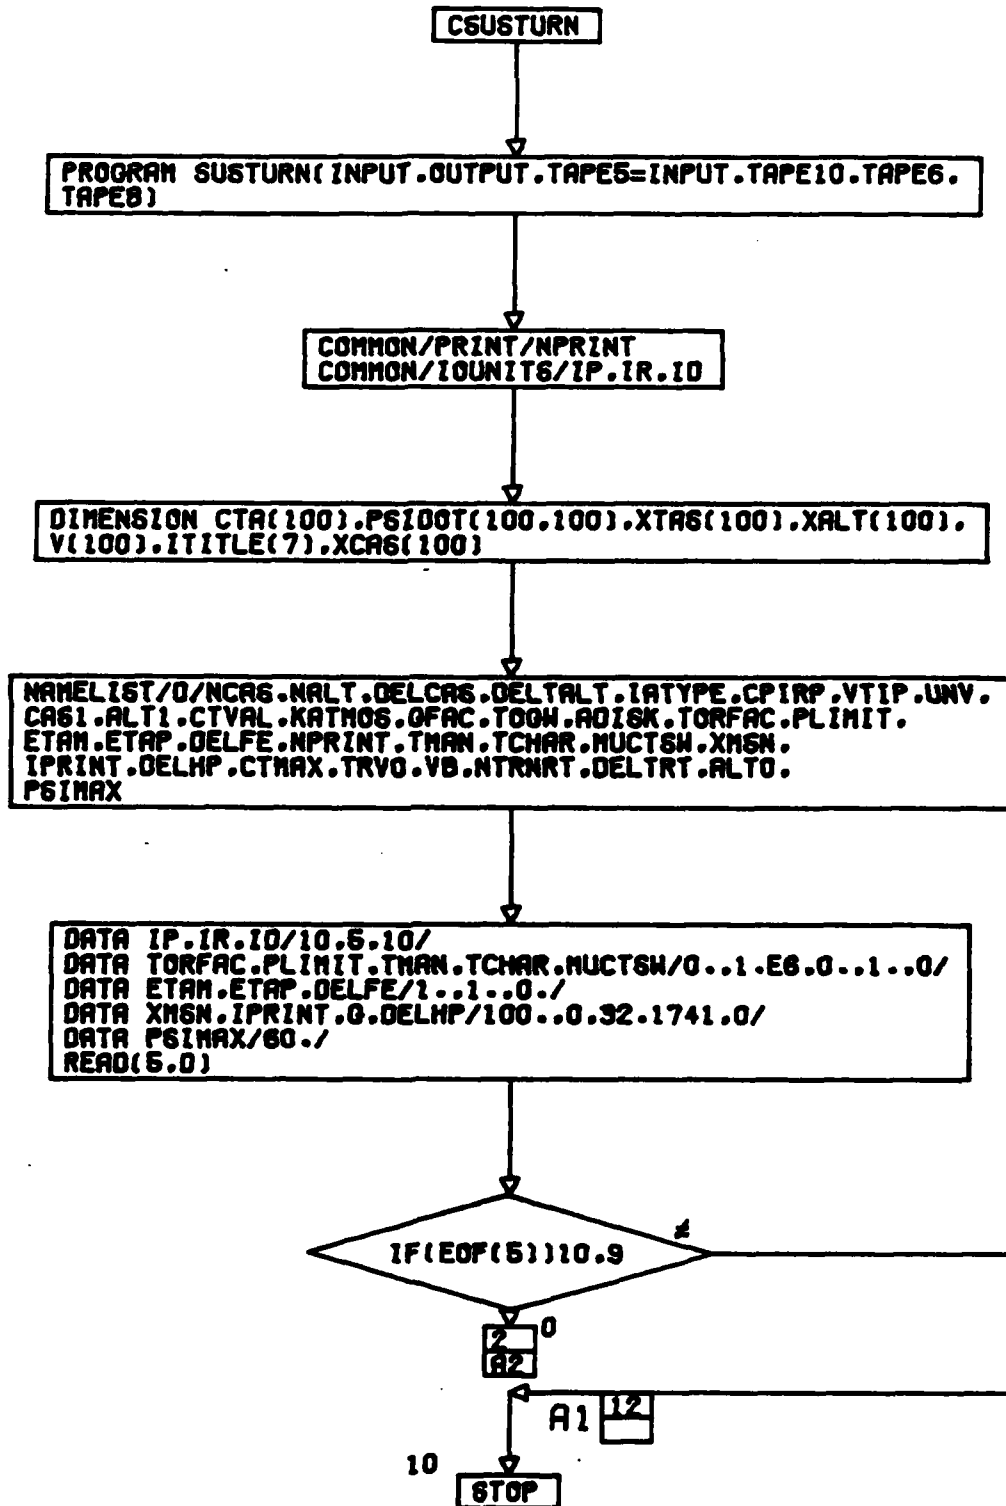 CSUSTURN
PROGRAM SUSTURN(INPUT.OUTPUT.TAPE5=INPUT.TAPE10.TAPE6.
TAPE8)
COMMON/PRINT/NPRINT
COMMON/IOUNITS/IP.IR.IO
DIMENSION CTA(100).PSIDOT(100.100).XTAS(100).XALT(100).
V(100).ITITLE(7).XCAS(100)
NAMELIST/O/NCAS.NALT.DELCAS.DELTALT.IATYPE.CPIRP.VTIP.UNV.
CAS1.ALT1.CTVAL.KATMOS.GFAC.TOGW.ADISK.TORFAC.PLIMIT.
ETAM.ETAP.DELFE.NPRINT.TMAN.TCHAR.MUCTSW.XMSN.
IPRINT.DELHP.CTMAX.TRVO.VB.NTRNRT.DELTRT.ALTO.
PSIMAX
DATA IP.IR.IO/10.5.10/
DATA TORFAC.PLIMIT.TMAN.TCHAR.MUCTSW/0..1.E6.0..1..0/
DATA ETAM.ETAP.DELFE/1..1..0./
DATA XMSN.IPRINT.G.DELHP/100..0.32.1741.0/
DATA PSIMAX/60./
READ(5.O)
IF(EOF(5))10.9
≠
0
2
A2
A1
12
10
STOP